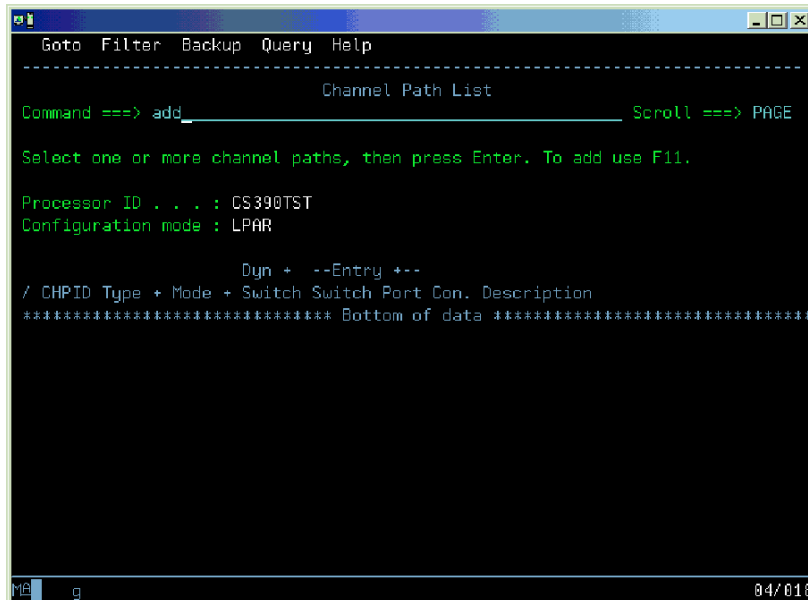 Goto Filter Backup Query Help
--------------------------------------------------------------------------
Channel Path List
Command ===> add_____________________________________________ Scroll ===> PAGE
Select one or more channel paths, then press Enter. To add use F11.
Processor ID . . . : CS390TST
Configuration mode : LPAR
Dyn + --Entry +--
/ CHPID Type + Mode + Switch Switch Port Con. Description
******************************* Bottom of data ********************************
MA g 04/018